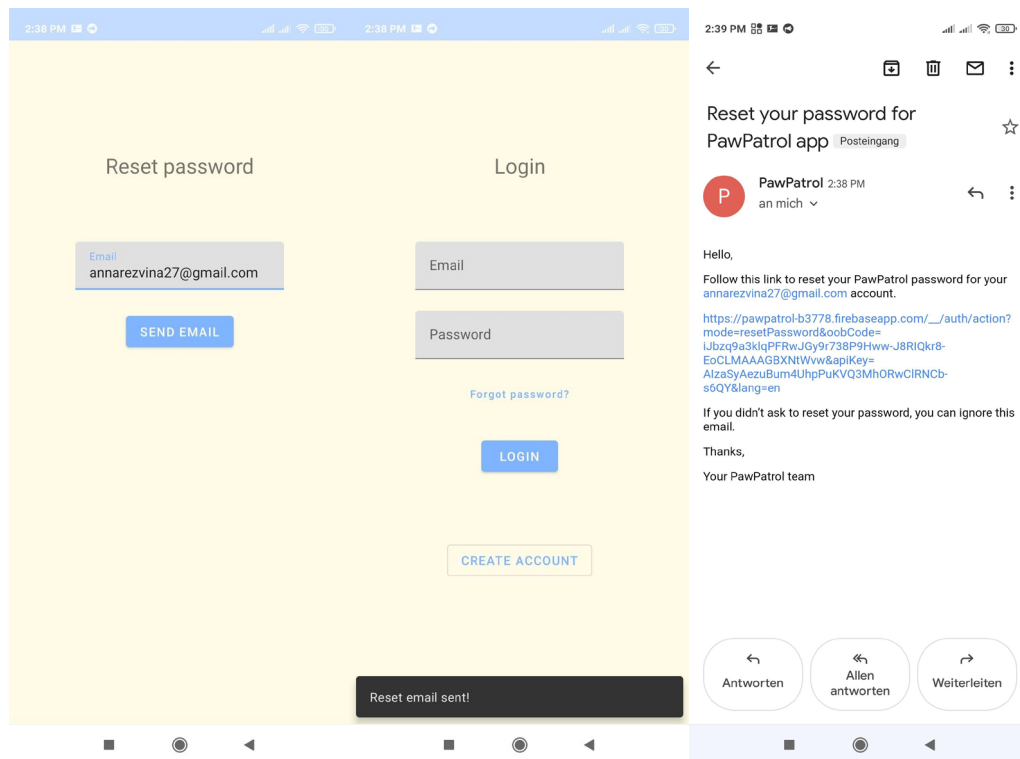 2:38 PM
30
Reset password
Email
annarezvina27@gmail.com
SEND EMAIL
2:38 PM
30
Login
Email
Password
Forgot password?
LOGIN
CREATE ACCOUNT
Reset email sent!
2:39 PM
30
Reset your password for
PawPatrol app Posteingang
P
PawPatrol 2:38 PM
an mich
Hello,
Follow this link to reset your PawPatrol password for your
annarezvina27@gmail.com account.
https://pawpatrol-b3778.firebaseapp.com/__/auth/action?
mode=resetPassword&oobCode=
iJbzq9a3klqPFRwJGy9r738P9Hww-J8RIQkr8-
EoCLMAAAGBXNtWvw&apiKey=
AIzaSyAezuBum4UhpPuKVQ3MhORwClRNCb-
s6QY&lang=en
If you didn't ask to reset your password, you can ignore this
email.
Thanks,
Your PawPatrol team
Antworten
Allen
antworten
Weiterleiten